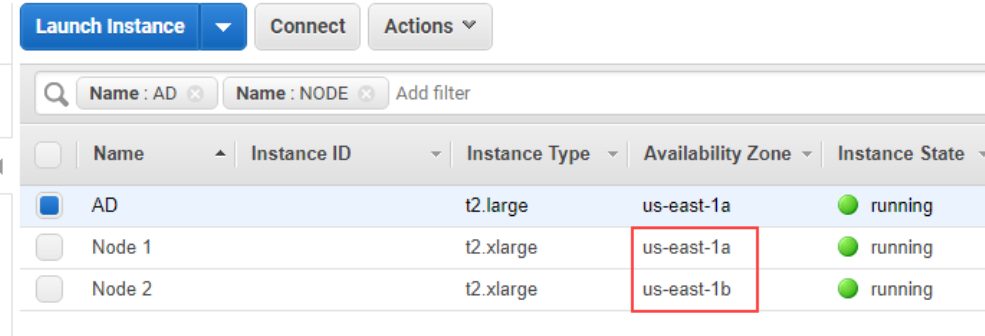 Launch Instance Connect Actions
Name : AD Name : NODE Add filter
Name Instance ID Instance Type Availability Zone Instance State
AD t2.large us-east-1a running
Node 1 t2.xlarge us-east-1a running
Node 2 t2.xlarge us-east-1b running